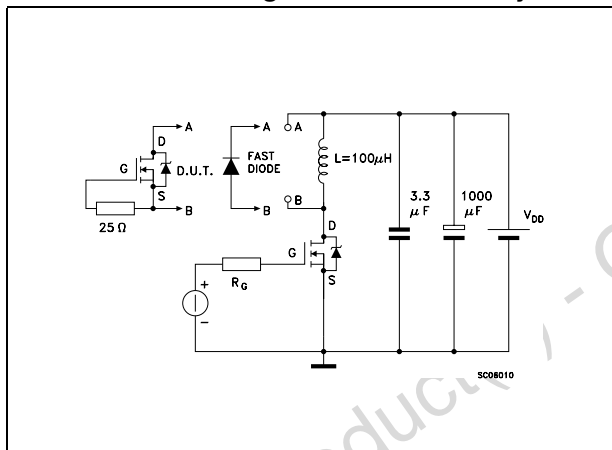 A
D
G
D.U.T.
S
B
25 Ω
A
FAST
DIODE
B
A
L=100μH
B
D
G
S
RG
+
–
3.3
μF
1000
μF
VDD
SC06010